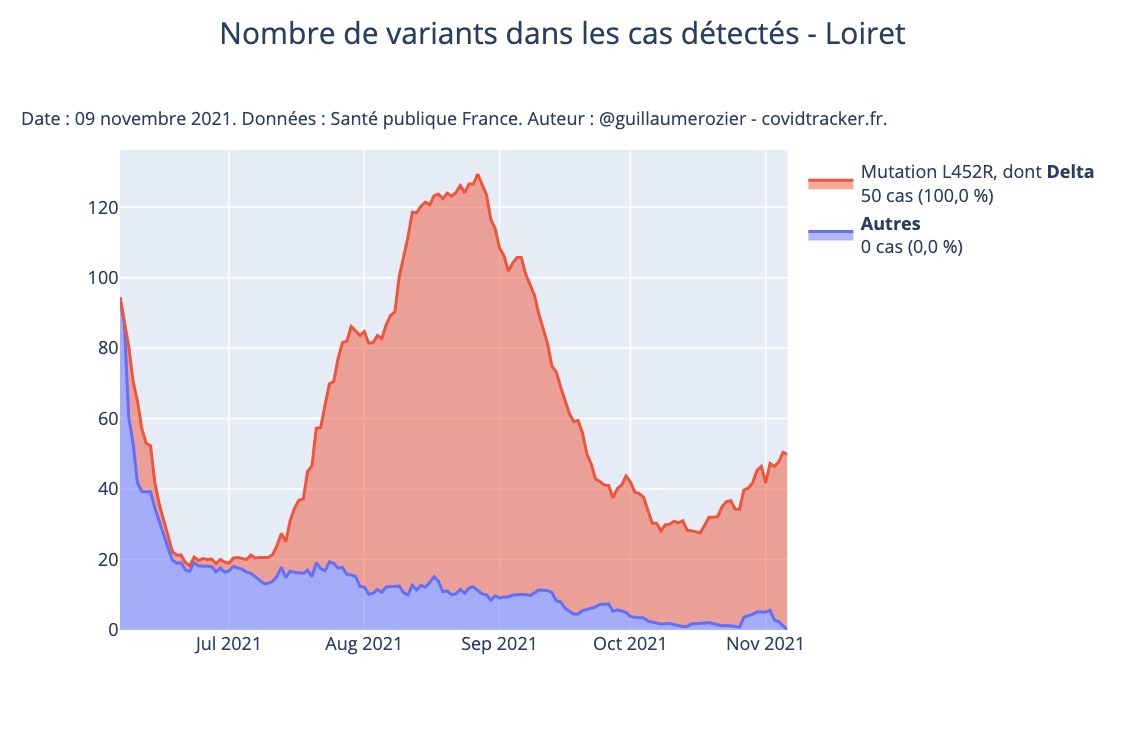 Nombre de variants dans les cas détectés - Loiret
Date : 09 novembre 2021. Données : Santé publique France. Auteur : @guillaumerozier - covidtracker.fr.
Mutation L452R, dont Delta
50 cas (100,0 %)
Autres
0 cas (0,0 %)
120
100
80
60
40
20
0
Jul 2021
Aug 2021
Sep 2021
Oct 2021
Nov 2021